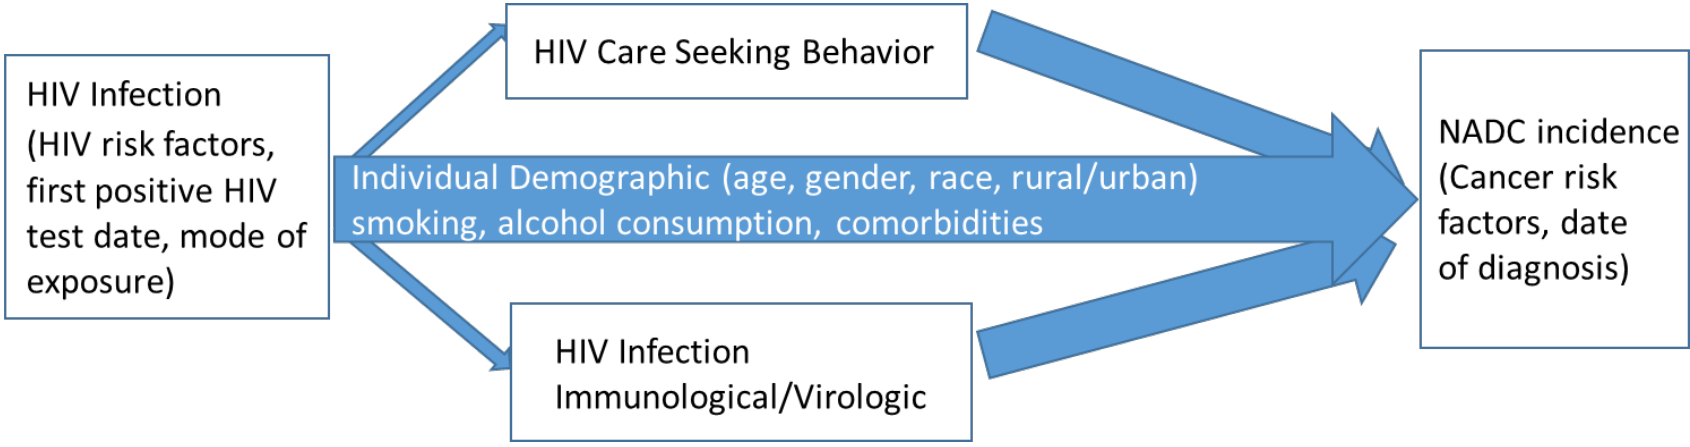 HIV Infection
(HIV risk factors,
first positive HIV
test date, mode of
exposure)
HIV Care Seeking Behavior
Individual Demographic (age, gender, race, rural/urban)
smoking, alcohol consumption, comorbidities
HIV Infection
Immunological/Virologic
NADC incidence
(Cancer risk
factors, date
of diagnosis)